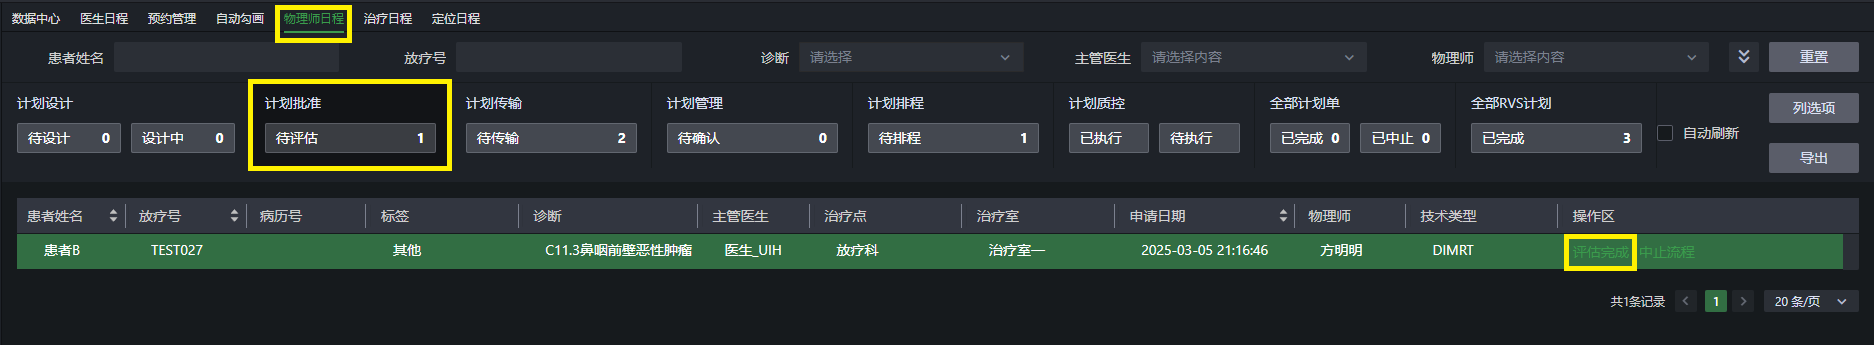 数据中心 医生日程 预约管理 自动勾画 物理师日程 治疗日程 定位日程
患者姓名 放疗号 诊断 请选择 主管医生 请选择内容 物理师 请选择内容 重置
计划设计 计划批准 计划传输 计划管理 计划排程 计划质控 全部计划单 全部RVS计划 列选项
待设计 0 设计中 0 待评估 1 待传输 2 待确认 0 待排程 1 已执行 待执行 已完成 0 已中止 0 已完成 3 自动刷新
导出
患者姓名 放疗号 病历号 标签 诊断 主管医生 治疗点 治疗室 申请日期 物理师 技术类型 操作区
患者B TEST027 其他 C11.3鼻咽前壁恶性肿瘤 医生_UIH 放疗科 治疗室一 2025-03-05 21:16:46 方明明 DIMRT 评估完成 中止流程
共1条记录 1 20 条/页